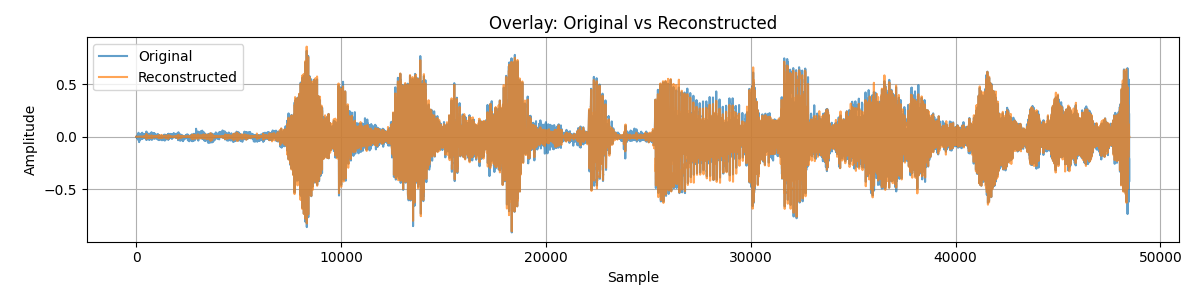 Overlay: Original vs Reconstructed
Original
Reconstructed
Amplitude
0.5
0.0
−0.5
0 10000 20000 30000 40000 50000
Sample